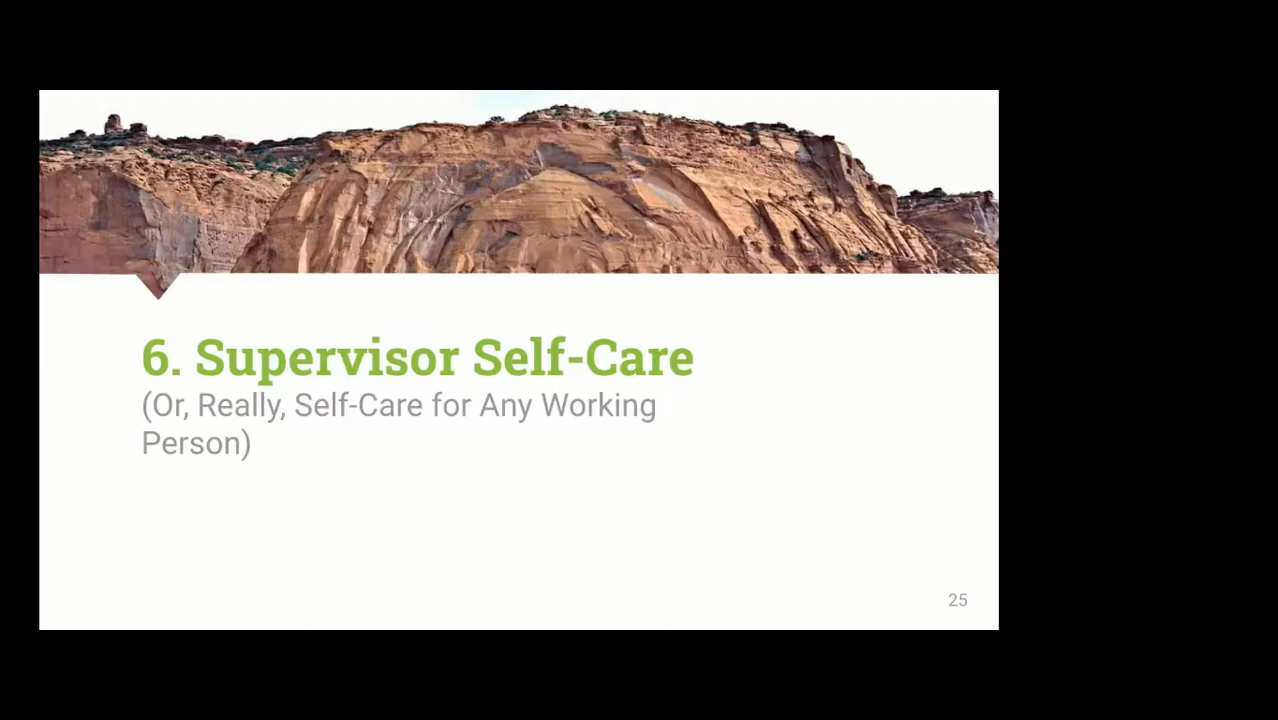 6. Supervisor Self-Care
(Or, Really, Self-Care for Any Working
Person)
25